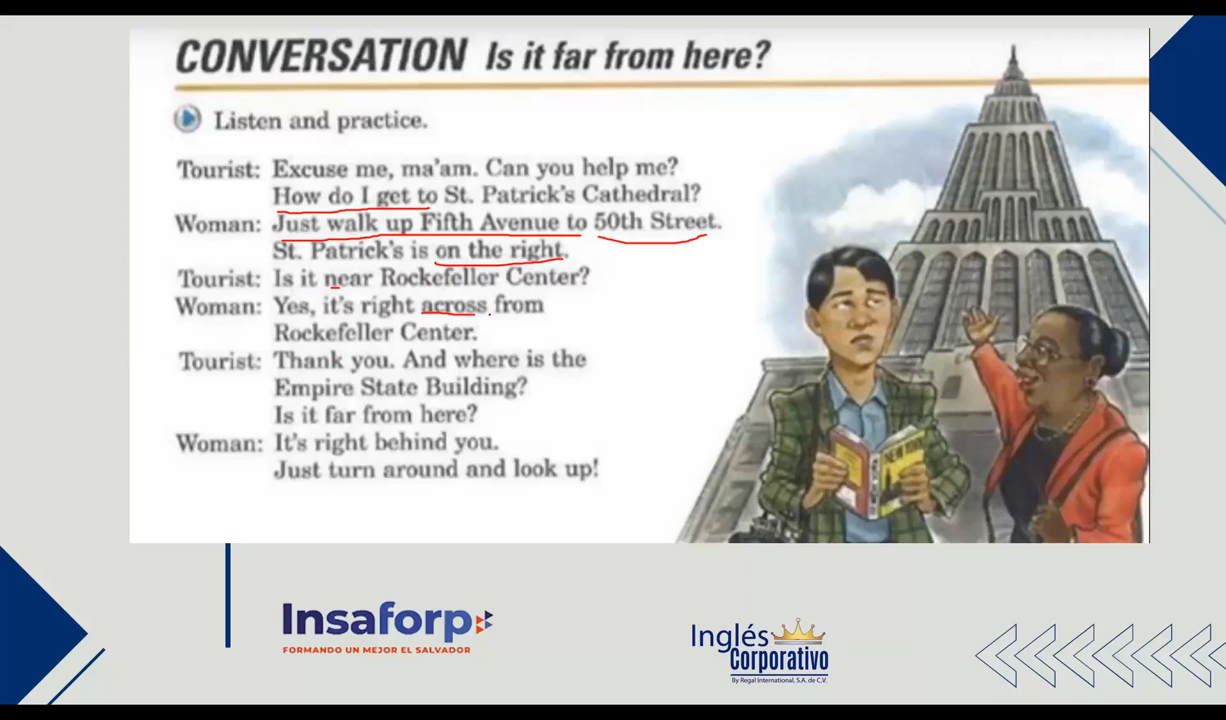 CONVERSATION Is it far from here?
Listen and practice.
Tourist: Excuse me, ma'am. Can you help me?
How do I get to St. Patrick's Cathedral?
Woman: Just walk up Fifth Avenue to 50th Street.
St. Patrick's is on the right.
Tourist: Is it near Rockefeller Center?
Woman: Yes, it's right across from
Rockefeller Center.
Tourist: Thank you. And where is the
Empire State Building?
Is it far from here?
Woman: It's right behind you.
Just turn around and look up!
NEW YORK
Insaforp
FORMANDO UN MEJOR EL SALVADOR
Inglés
Corporativo
By Regal International, S.A. de C.V.